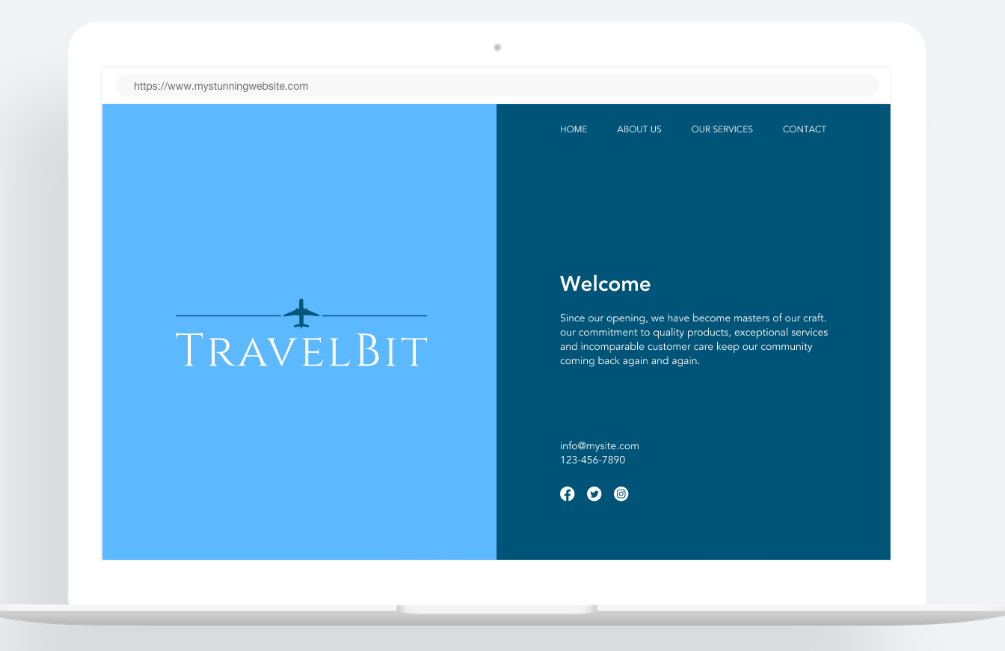 https://www.mystunningwebsite.com
HOME ABOUT US OUR SERVICES CONTACT
TRAVELBIT
Welcome
Since our opening, we have become masters of our craft.
our commitment to quality products, exceptional services
and incomparable customer care keep our community
coming back again and again.
info@mysite.com
123-456-7890